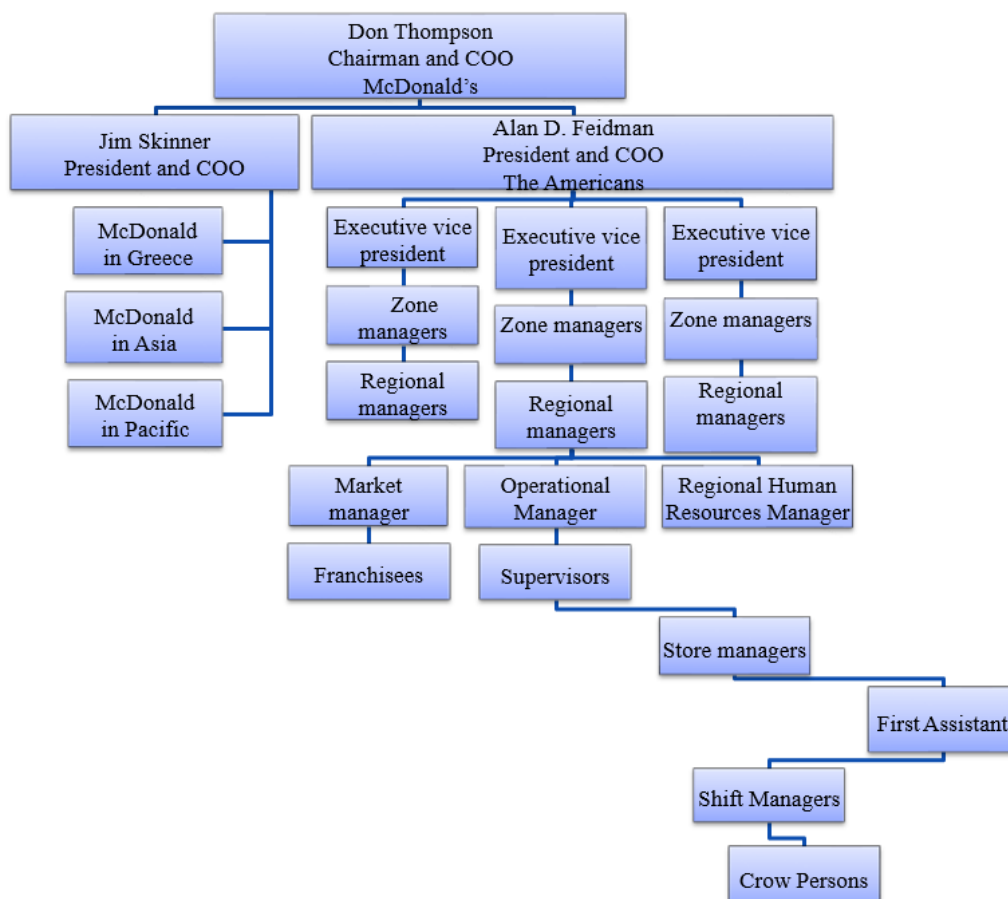 Don Thompson
Chairman and COO
McDonald's
Jim Skinner
President and COO
Alan D. Feidman
President and COO
The Americans
McDonald
in Greece
McDonald
in Asia
McDonald
in Pacific
Executive vice
president
Zone
managers
Regional
managers
Executive vice
president
Zone managers
Regional
managers
Executive vice
president
Zone managers
Regional
managers
Market
manager
Franchisees
Operational
Manager
Supervisors
Regional Human
Resources Manager
Store managers
First Assistant
Shift Managers
Crow Persons